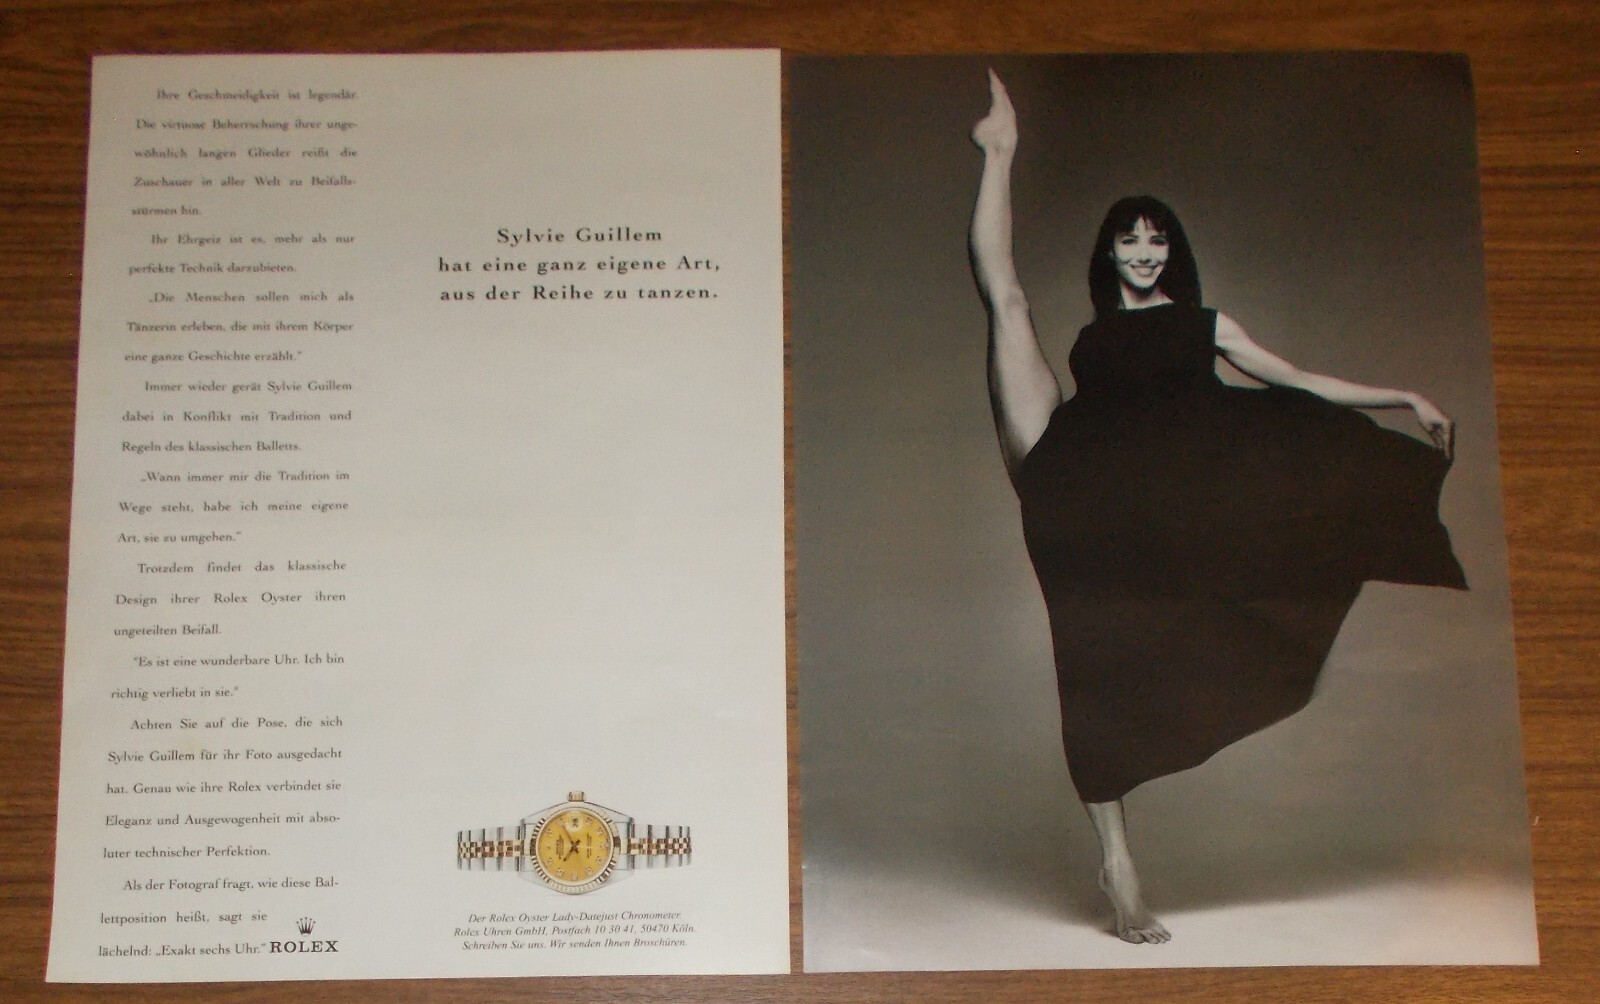 Ihre Geschmeidigkeit ist legendär.
Die virtuose Beherrschung ihrer unge-
wöhnlich langen Glieder reißt die
Zuschauer in aller Welt zu Beifalls-
stürmen hin.
Ihr Ehrgeiz ist es, mehr als nur
perfekte Technik darzubieten.
„Die Menschen sollen mich als
Tänzerin erleben, die mit ihrem Körper
eine ganze Geschichte erzählt."
Immer wieder gerät Sylvie Guillem
dabei in Konflikt mit Tradition und
Regeln des klassischen Balletts.
„Wann immer mir die Tradition im
Wege steht, habe ich meine eigene
Art, sie zu umgehen."
Trotzdem findet das klassische
Design ihrer Rolex Oyster ihren
ungeteilten Beifall.
"Es ist eine wunderbare Uhr. Ich bin
richtig verliebt in sie."
Achten Sie auf die Pose, die sich
Sylvie Guillem für ihr Foto ausgedacht
hat. Genau wie ihre Rolex verbindet sie
Eleganz und Ausgewogenheit mit abso-
luter technischer Perfektion.
Als der Fotograf fragt, wie diese Bal-
lettposition heißt, sagt sie
lächelnd: „Exakt sechs Uhr."
ROLEX
Sylvie Guillem
hat eine ganz eigene Art,
aus der Reihe zu tanzen.
Der Rolex Oyster Lady-Datejust Chronometer.
Rolex Uhren GmbH, Postfach 10 30 41, 50470 Köln.
Schreiben Sie uns. Wir senden Ihnen Broschüren.